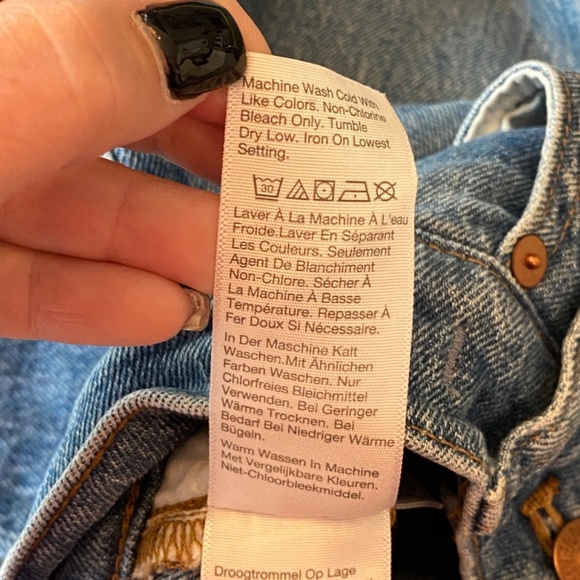 Machine Wash Cold With
Like Colors. Non-Chlorine
Bleach Only. Tumble
Dry Low. Iron On Lowest
Setting.
30
Laver À La Machine À L'eau
Froide.Laver En Séparant
Les Couleurs. Seulement
Agent De Blanchiment
Non-Chlore. Sécher À
La Machine À Basse
Température. Repasser À
Fer Doux Si Nécessaire.
In Der Maschine Kalt
Waschen.Mit Ähnlichen
Farben Waschen. Nur
Chlorfreies Bleichmittel
Verwenden. Bei Geringer
Wärme Trocknen. Bei
Bedarf Bei Niedriger Wärme
Bügeln.
Warm Wassen In Machine
Met Vergelijkbare Kleuren.
Niet-Chloorbleekmiddel.
Droogtrommel Op Lage